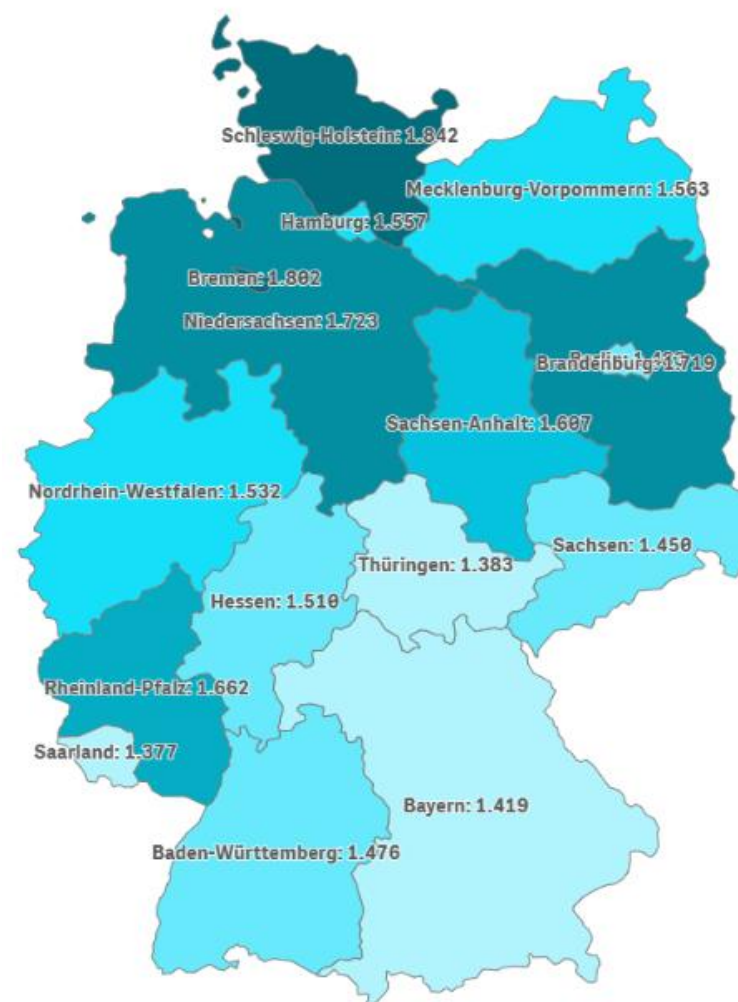 Schleswig-Holstein: 1.842
Mecklenburg-Vorpommern: 1.563
Hamburg: 1.557
Bremen: 1.802
Niedersachsen: 1.723
Brandenburg: 1.719
Sachsen-Anhalt: 1.607
Nordrhein-Westfalen: 1.532
Sachsen: 1.450
Thüringen: 1.383
Hessen: 1.510
Rheinland-Pfalz: 1.662
Saarland: 1.377
Bayern: 1.419
Baden-Württemberg: 1.476